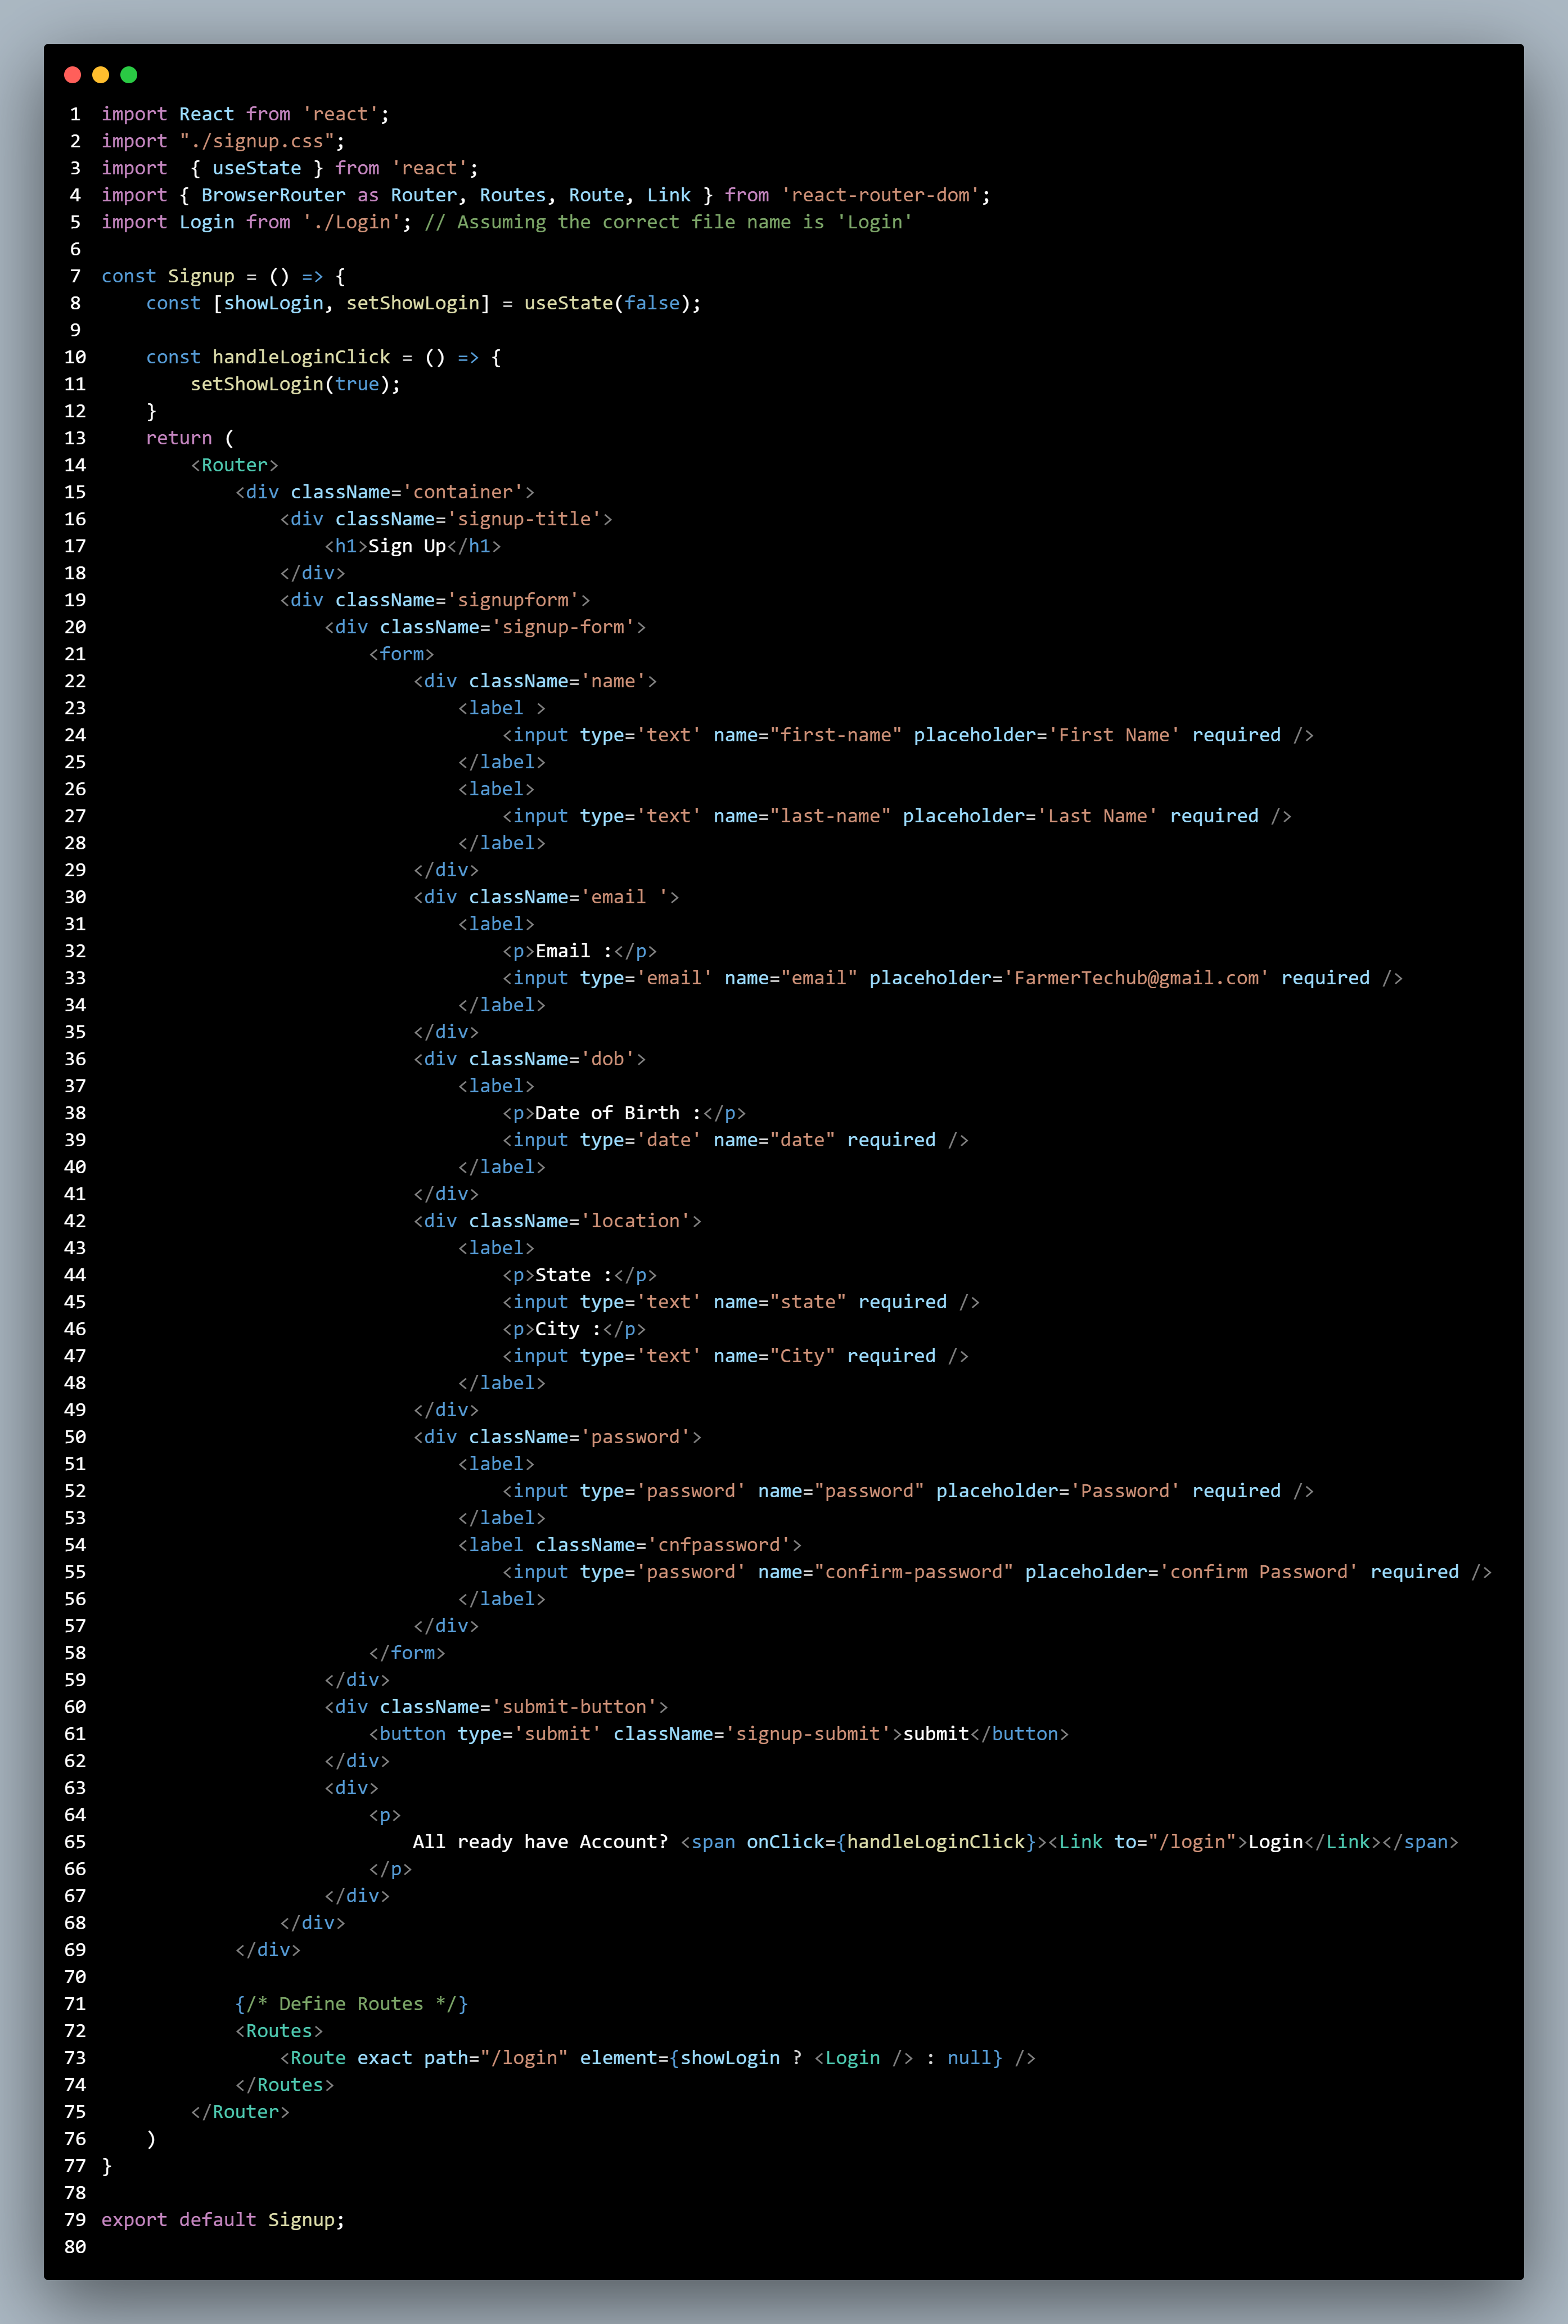 1 import React from 'react';
2 import "./signup.css";
3 import  { useState } from 'react';
4 import { BrowserRouter as Router, Routes, Route, Link } from 'react-router-dom';
5 import Login from './Login'; // Assuming the correct file name is 'Login'
6
7 const Signup = () => {
8     const [showLogin, setShowLogin] = useState(false);
9
10     const handleLoginClick = () => {
11         setShowLogin(true);
12     }
13     return (
14         <Router>
15             <div className='container'>
16                 <div className='signup-title'>
17                     <h1>Sign Up</h1>
18                 </div>
19                 <div className='signupform'>
20                     <div className='signup-form'>
21                         <form>
22                             <div className='name'>
23                                 <label >
24                                     <input type='text' name="first-name" placeholder='First Name' required />
25                                 </label>
26                                 <label>
27                                     <input type='text' name="last-name" placeholder='Last Name' required />
28                                 </label>
29                             </div>
30                             <div className='email '>
31                                 <label>
32                                     <p>Email :</p>
33                                     <input type='email' name="email" placeholder='FarmerTechub@gmail.com' required />
34                                 </label>
35                             </div>
36                             <div className='dob'>
37                                 <label>
38                                     <p>Date of Birth :</p>
39                                     <input type='date' name="date" required />
40                                 </label>
41                             </div>
42                             <div className='location'>
43                                 <label>
44                                     <p>State :</p>
45                                     <input type='text' name="state" required />
46                                     <p>City :</p>
47                                     <input type='text' name="City" required />
48                                 </label>
49                             </div>
50                             <div className='password'>
51                                 <label>
52                                     <input type='password' name="password" placeholder='Password' required />
53                                 </label>
54                                 <label className='cnfpassword'>
55                                     <input type='password' name="confirm-password" placeholder='confirm Password' required />
56                                 </label>
57                             </div>
58                         </form>
59                     </div>
60                     <div className='submit-button'>
61                         <button type='submit' className='signup-submit'>submit</button>
62                     </div>
63                     <div>
64                         <p>
65                             All ready have Account? <span onClick={handleLoginClick}><Link to="/login">Login</Link></span>
66                         </p>
67                     </div>
68                 </div>
69             </div>
70
71             {/* Define Routes */}
72             <Routes>
73                 <Route exact path="/login" element={showLogin ? <Login /> : null} />
74             </Routes>
75         </Router>
76     )
77 }
78
79 export default Signup;
80